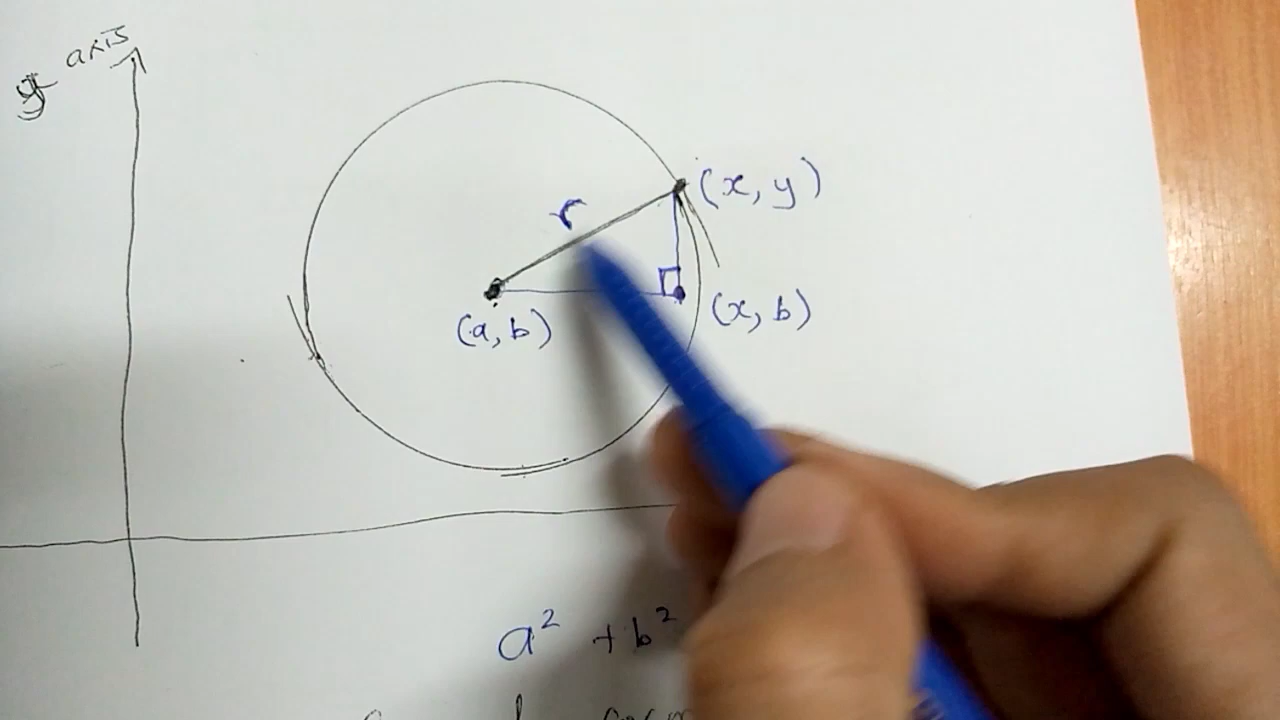 y axis
(x, y)
r
(a, b)
(x, b)
a² + b²